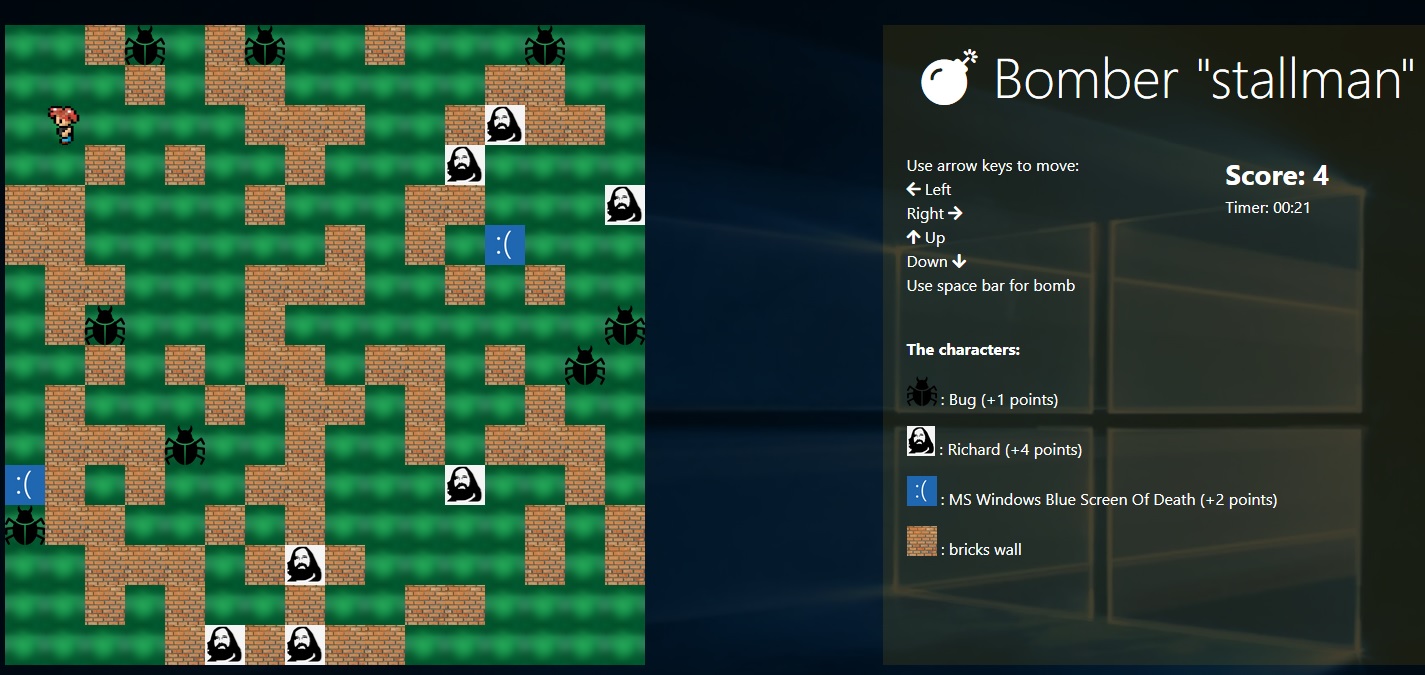 Bomber "stallman"
Use arrow keys to move:
← Left
Right →
↑ Up
Down ↓
Use space bar for bomb
Score: 4
Timer: 00:21
The characters:
: Bug (+1 points)
: Richard (+4 points)
:( : MS Windows Blue Screen Of Death (+2 points)
: bricks wall
:(
:(